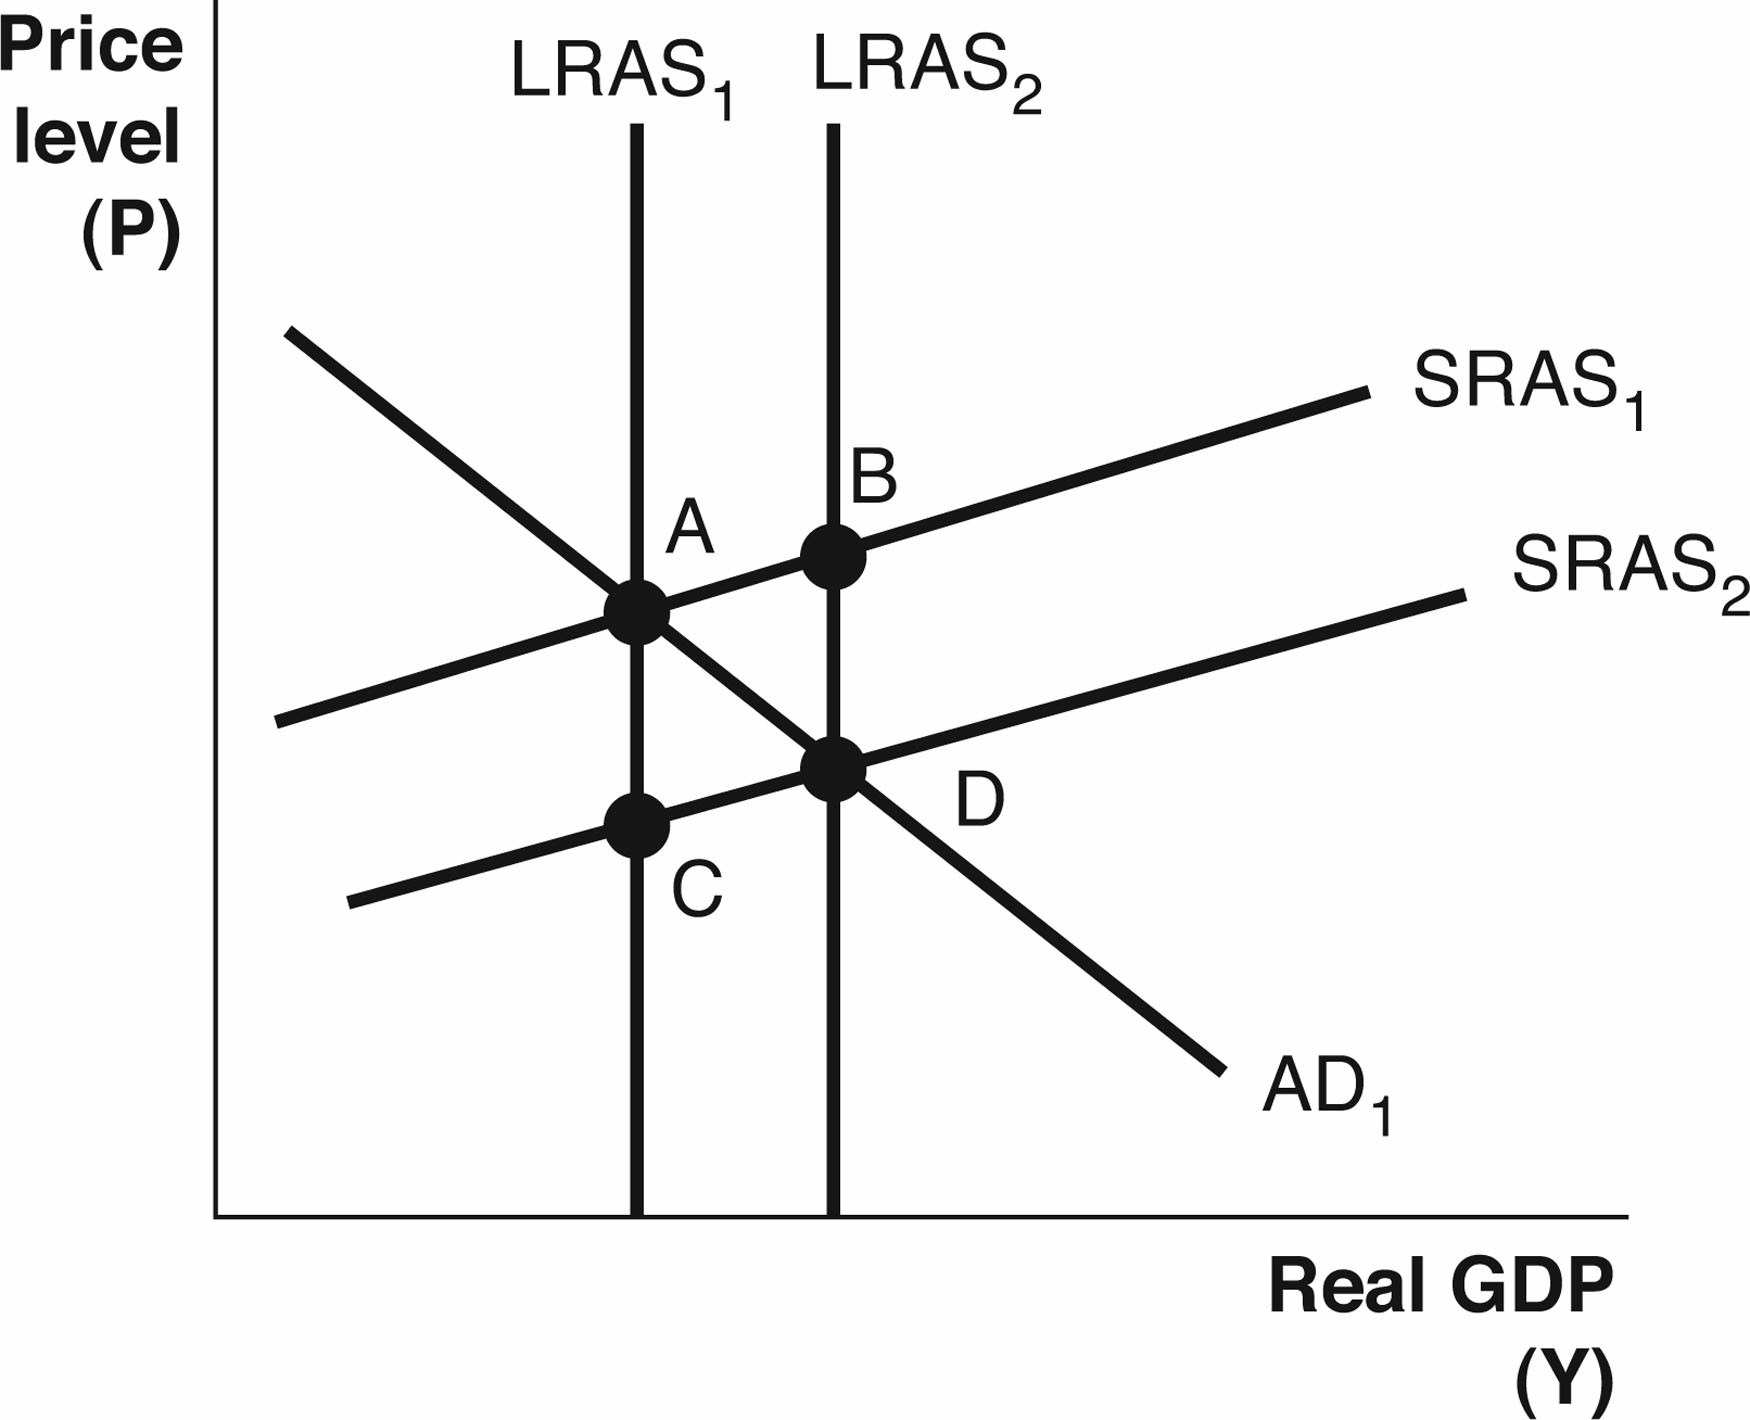 Price
level
(P)
LRAS1
LRAS2
SRAS1
B
A
SRAS2
D
C
AD1
Real GDP
(Y)